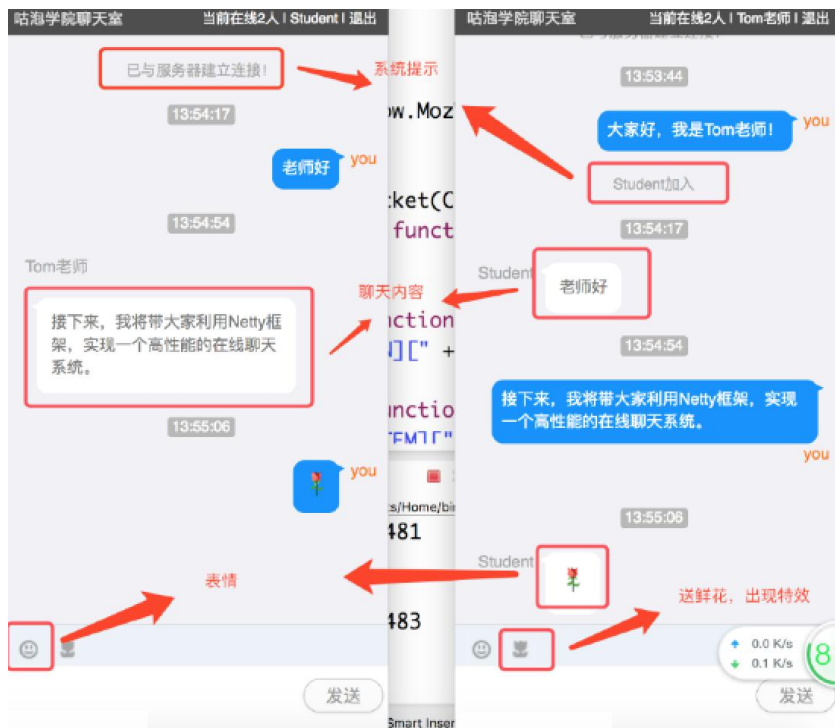 咕泡学院聊天室
当前在线2人 | Student | 退出
已与服务器建立连接!
系统提示
13:54:17
老师好
you
13:54:54
Tom老师
聊天内容
接下来，我将带大家利用Netty框
架，实现一个高性能的在线聊天
系统。
13:55:06
you
表情
发送
ow.Moz
cket(C
funct
nction
][" +
unctio
TEM]["
s/Home/bi
481
483
Smart Inser
咕泡学院聊天室
当前在线2人 | Tom老师 | 退出
13:53:44
大家好，我是Tom老师!
you
Student加入
13:54:17
Student
老师好
13:54:54
接下来，我将带大家利用Netty框架，实现
一个高性能的在线聊天系统。
you
13:55:06
Student
送鲜花，出现特效
0.0 K/s
0.1 K/s
8
发送